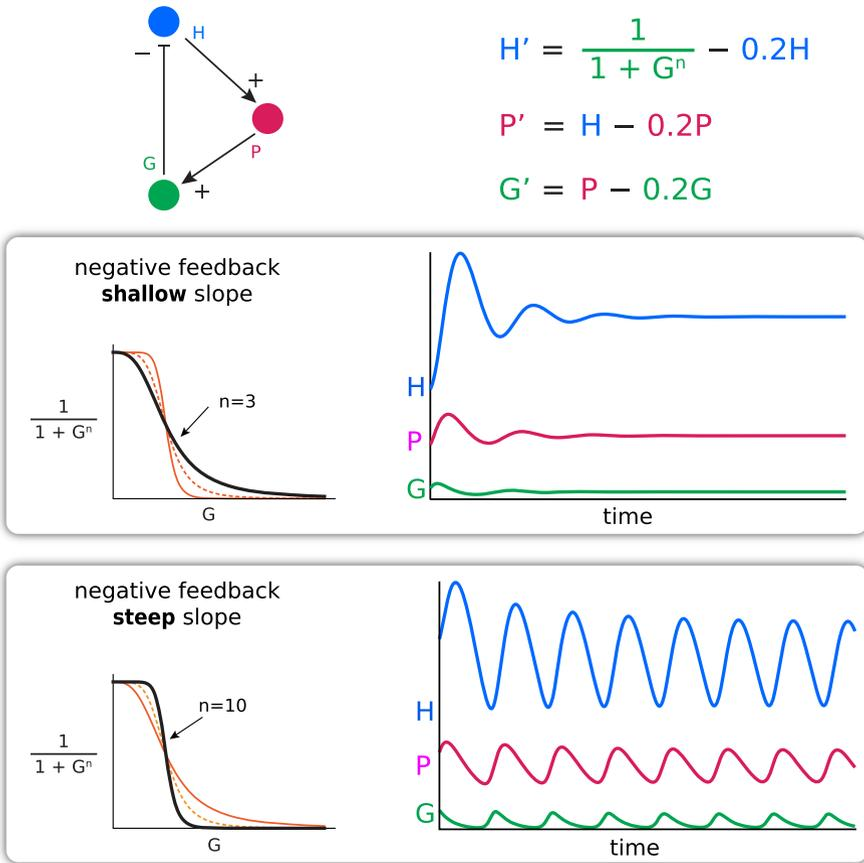 H
−
+
P
G
+
H’ = 1 / (1 + Gⁿ) − 0.2H
P’ = H − 0.2P
G’ = P − 0.2G
negative feedback
shallow slope
n=3
1
1 + Gⁿ
G
H
P
G
time
negative feedback
steep slope
n=10
1
1 + Gⁿ
G
H
P
G
time